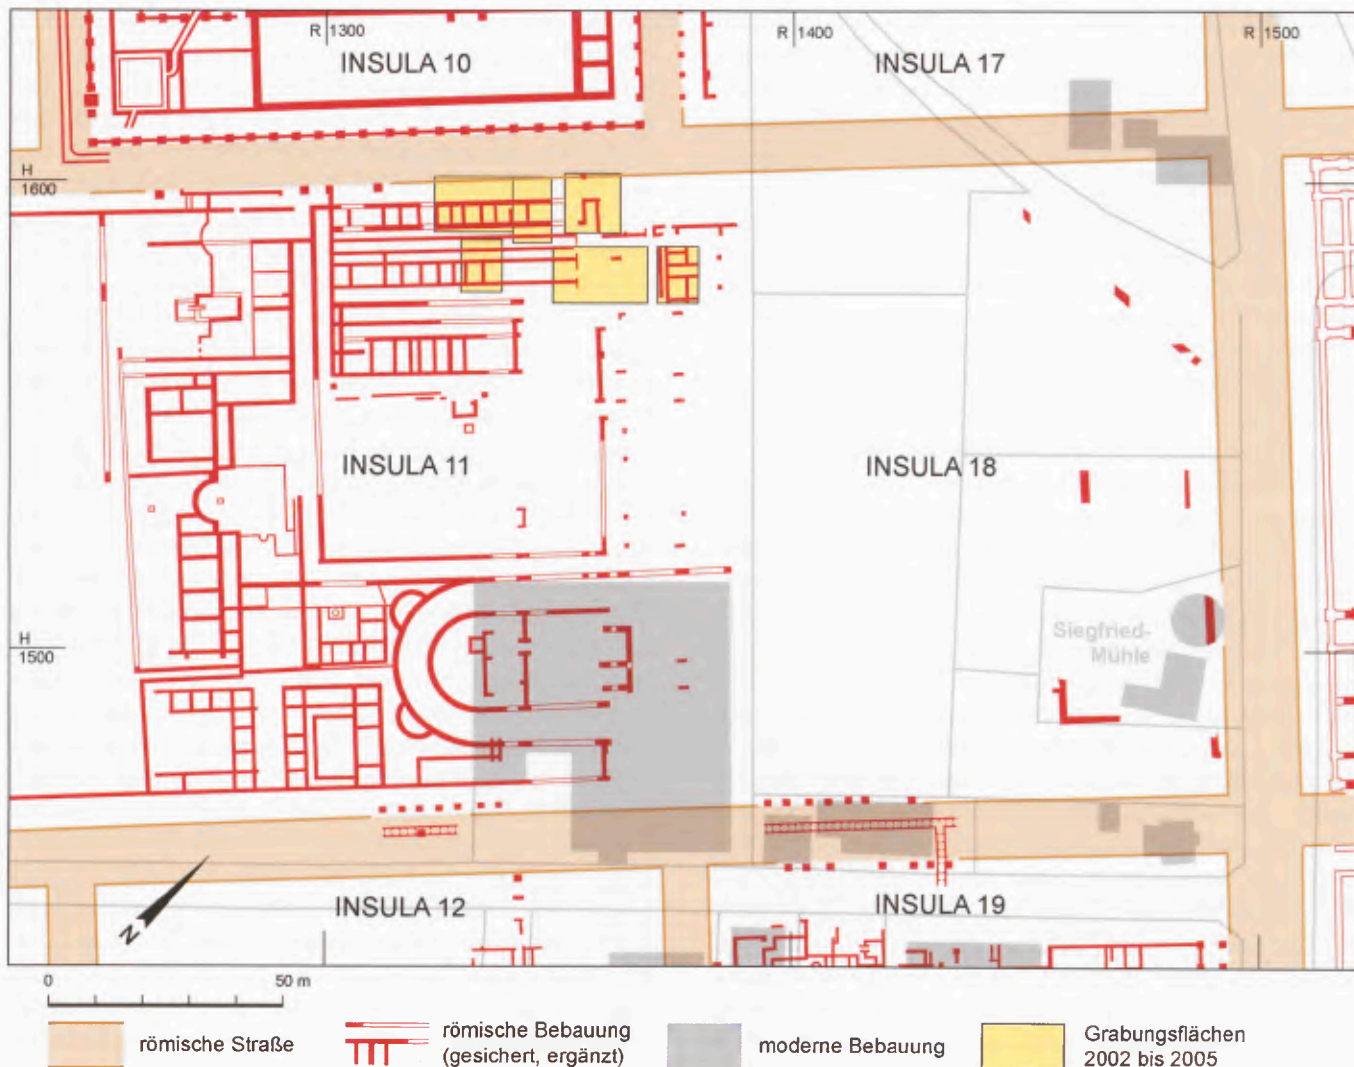 R 1300
R 1400
R 1500
INSULA 10
INSULA 17
H
1600
INSULA 11
INSULA 18
H
1500
Siegfried-
Mühle
INSULA 12
INSULA 19
N
0 50 m
römische Straße
römische Bebauung
(gesichert, ergänzt)
moderne Bebauung
Grabungsflächen
2002 bis 2005